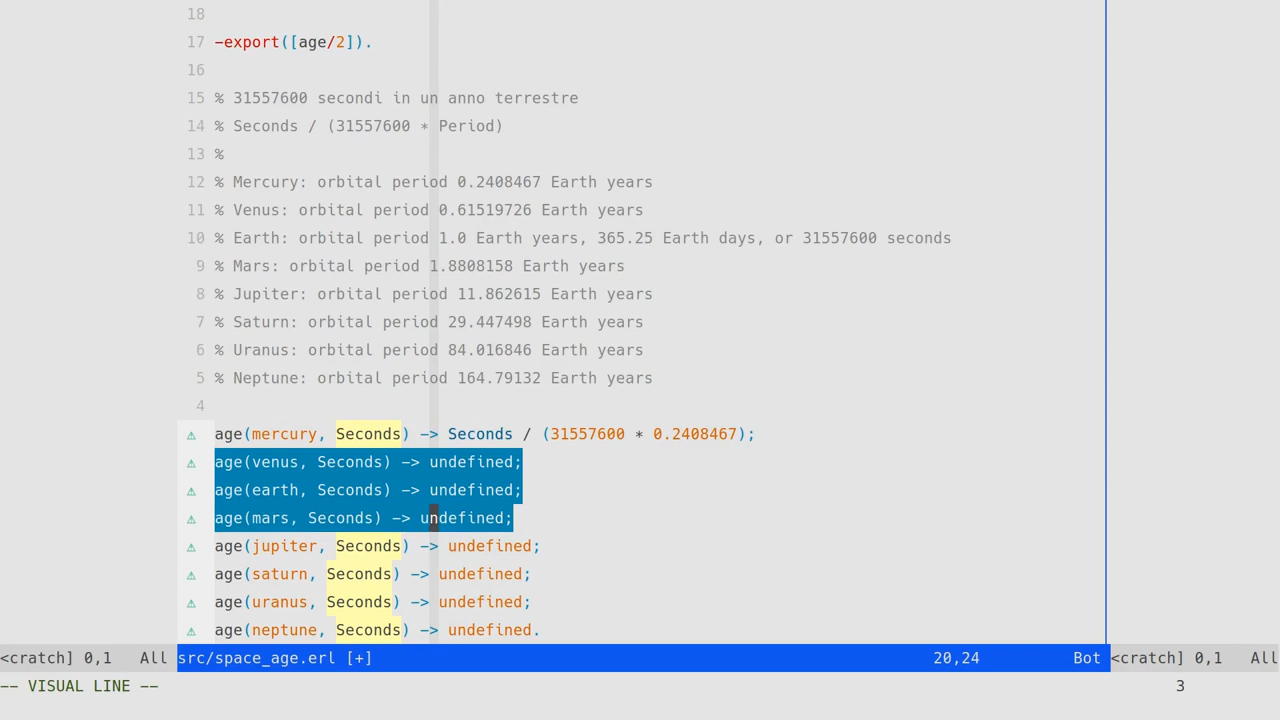 18
17 -export([age/2]).
16
15 % 31557600 secondi in un anno terrestre
14 % Seconds / (31557600 * Period)
13 %
12 % Mercury: orbital period 0.2408467 Earth years
11 % Venus: orbital period 0.61519726 Earth years
10 % Earth: orbital period 1.0 Earth years, 365.25 Earth days, or 31557600 seconds
9 % Mars: orbital period 1.8808158 Earth years
8 % Jupiter: orbital period 11.862615 Earth years
7 % Saturn: orbital period 29.447498 Earth years
6 % Uranus: orbital period 84.016846 Earth years
5 % Neptune: orbital period 164.79132 Earth years
4
⚠ age(mercury, Seconds) -> Seconds / (31557600 * 0.2408467);
⚠ age(venus, Seconds) -> undefined;
⚠ age(earth, Seconds) -> undefined;
⚠ age(mars, Seconds) -> undefined;
⚠ age(jupiter, Seconds) -> undefined;
⚠ age(saturn, Seconds) -> undefined;
⚠ age(uranus, Seconds) -> undefined;
⚠ age(neptune, Seconds) -> undefined.
<cratch] 0,1 All src/space_age.erl [+] 20,24 Bot <cratch] 0,1 All
-- VISUAL LINE -- 3